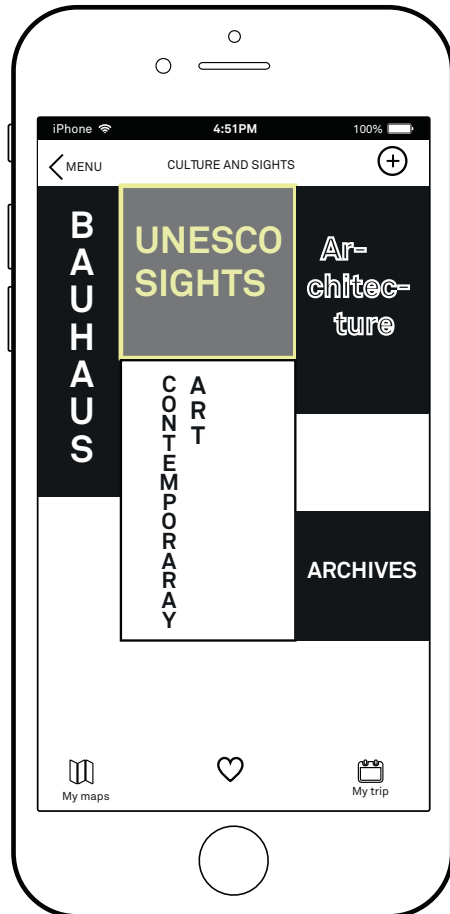 iPhone
4:51PM
100%
MENU
CULTURE AND SIGHTS
BAUHAUS
UNESCO
SIGHTS
Ar-
chitec-
ture
CONTEMPORARAY
ART
ARCHIVES
My maps
My trip